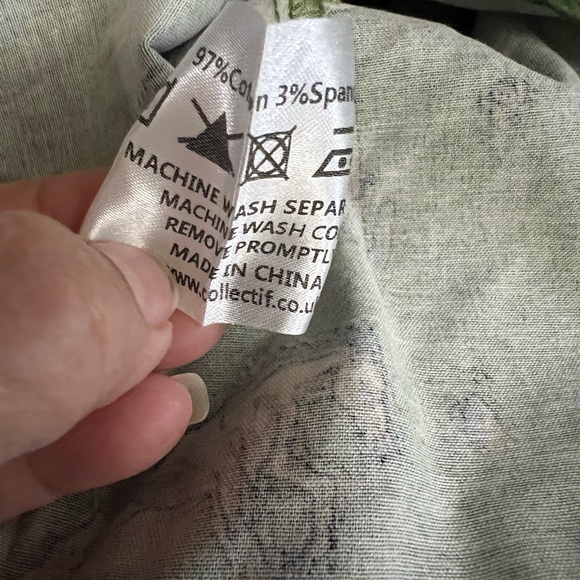 97%Cot n 3%Span
MACHINE WASH SEPAR
MACHINE WASH CO
REMOVE PROMPTL
MADE IN CHINA
www.collectif.co.u